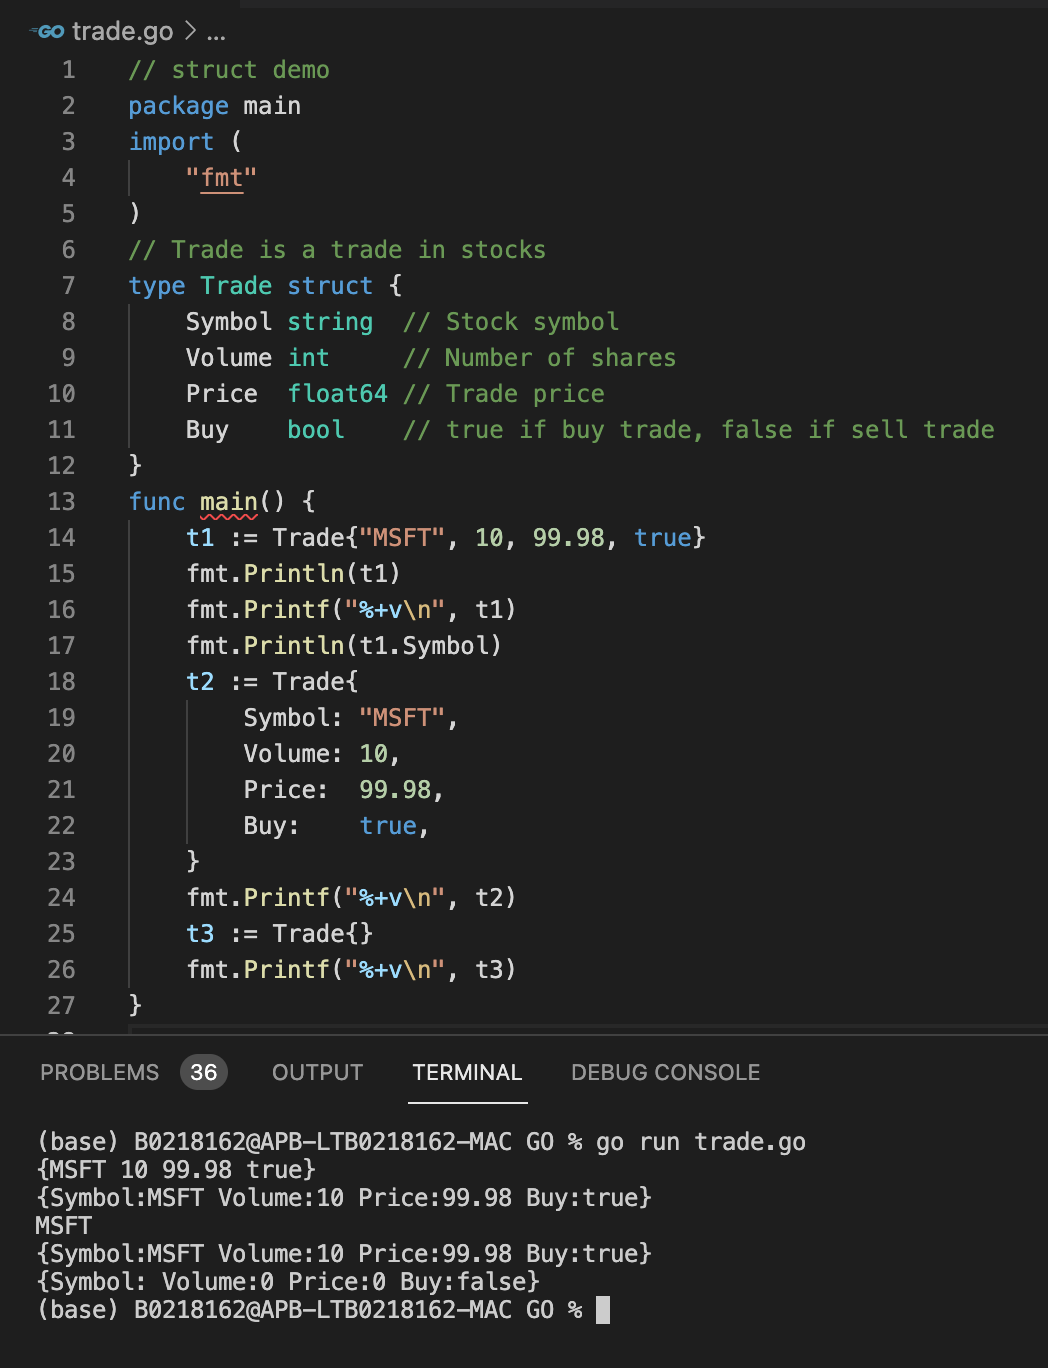 GO trade.go > ...
1 // struct demo
2 package main
3 import (
4     "fmt"
5 )
6 // Trade is a trade in stocks
7 type Trade struct {
8     Symbol string  // Stock symbol
9     Volume int     // Number of shares
10     Price  float64 // Trade price
11     Buy    bool    // true if buy trade, false if sell trade
12 }
13 func main() {
14     t1 := Trade{"MSFT", 10, 99.98, true}
15     fmt.Println(t1)
16     fmt.Printf("%+v\n", t1)
17     fmt.Println(t1.Symbol)
18     t2 := Trade{
19         Symbol: "MSFT",
20         Volume: 10,
21         Price:  99.98,
22         Buy:    true,
23     }
24     fmt.Printf("%+v\n", t2)
25     t3 := Trade{}
26     fmt.Printf("%+v\n", t3)
27 }
PROBLEMS 36 OUTPUT TERMINAL DEBUG CONSOLE
(base) B0218162@APB-LTB0218162-MAC GO % go run trade.go
{MSFT 10 99.98 true}
{Symbol:MSFT Volume:10 Price:99.98 Buy:true}
MSFT
{Symbol:MSFT Volume:10 Price:99.98 Buy:true}
{Symbol: Volume:0 Price:0 Buy:false}
(base) B0218162@APB-LTB0218162-MAC GO %